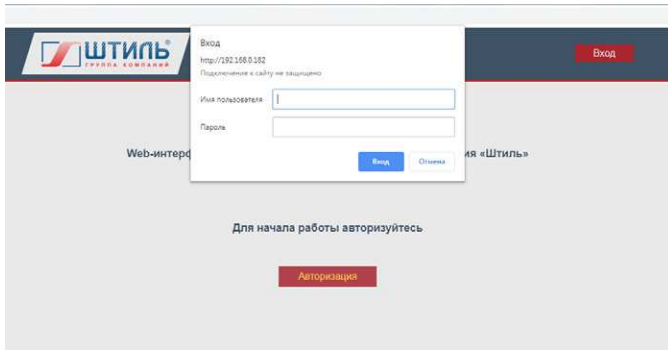 ШТИЛЬ®
ГРУППА КОМПАНИЙ
Вход
Вход
http://192.168.0.182
Подключение к сайту не защищено
Имя пользователя
Пароль
Вход Отмена
Web-интерф ия «Штиль»
Для начала работы авторизуйтесь
Авторизация